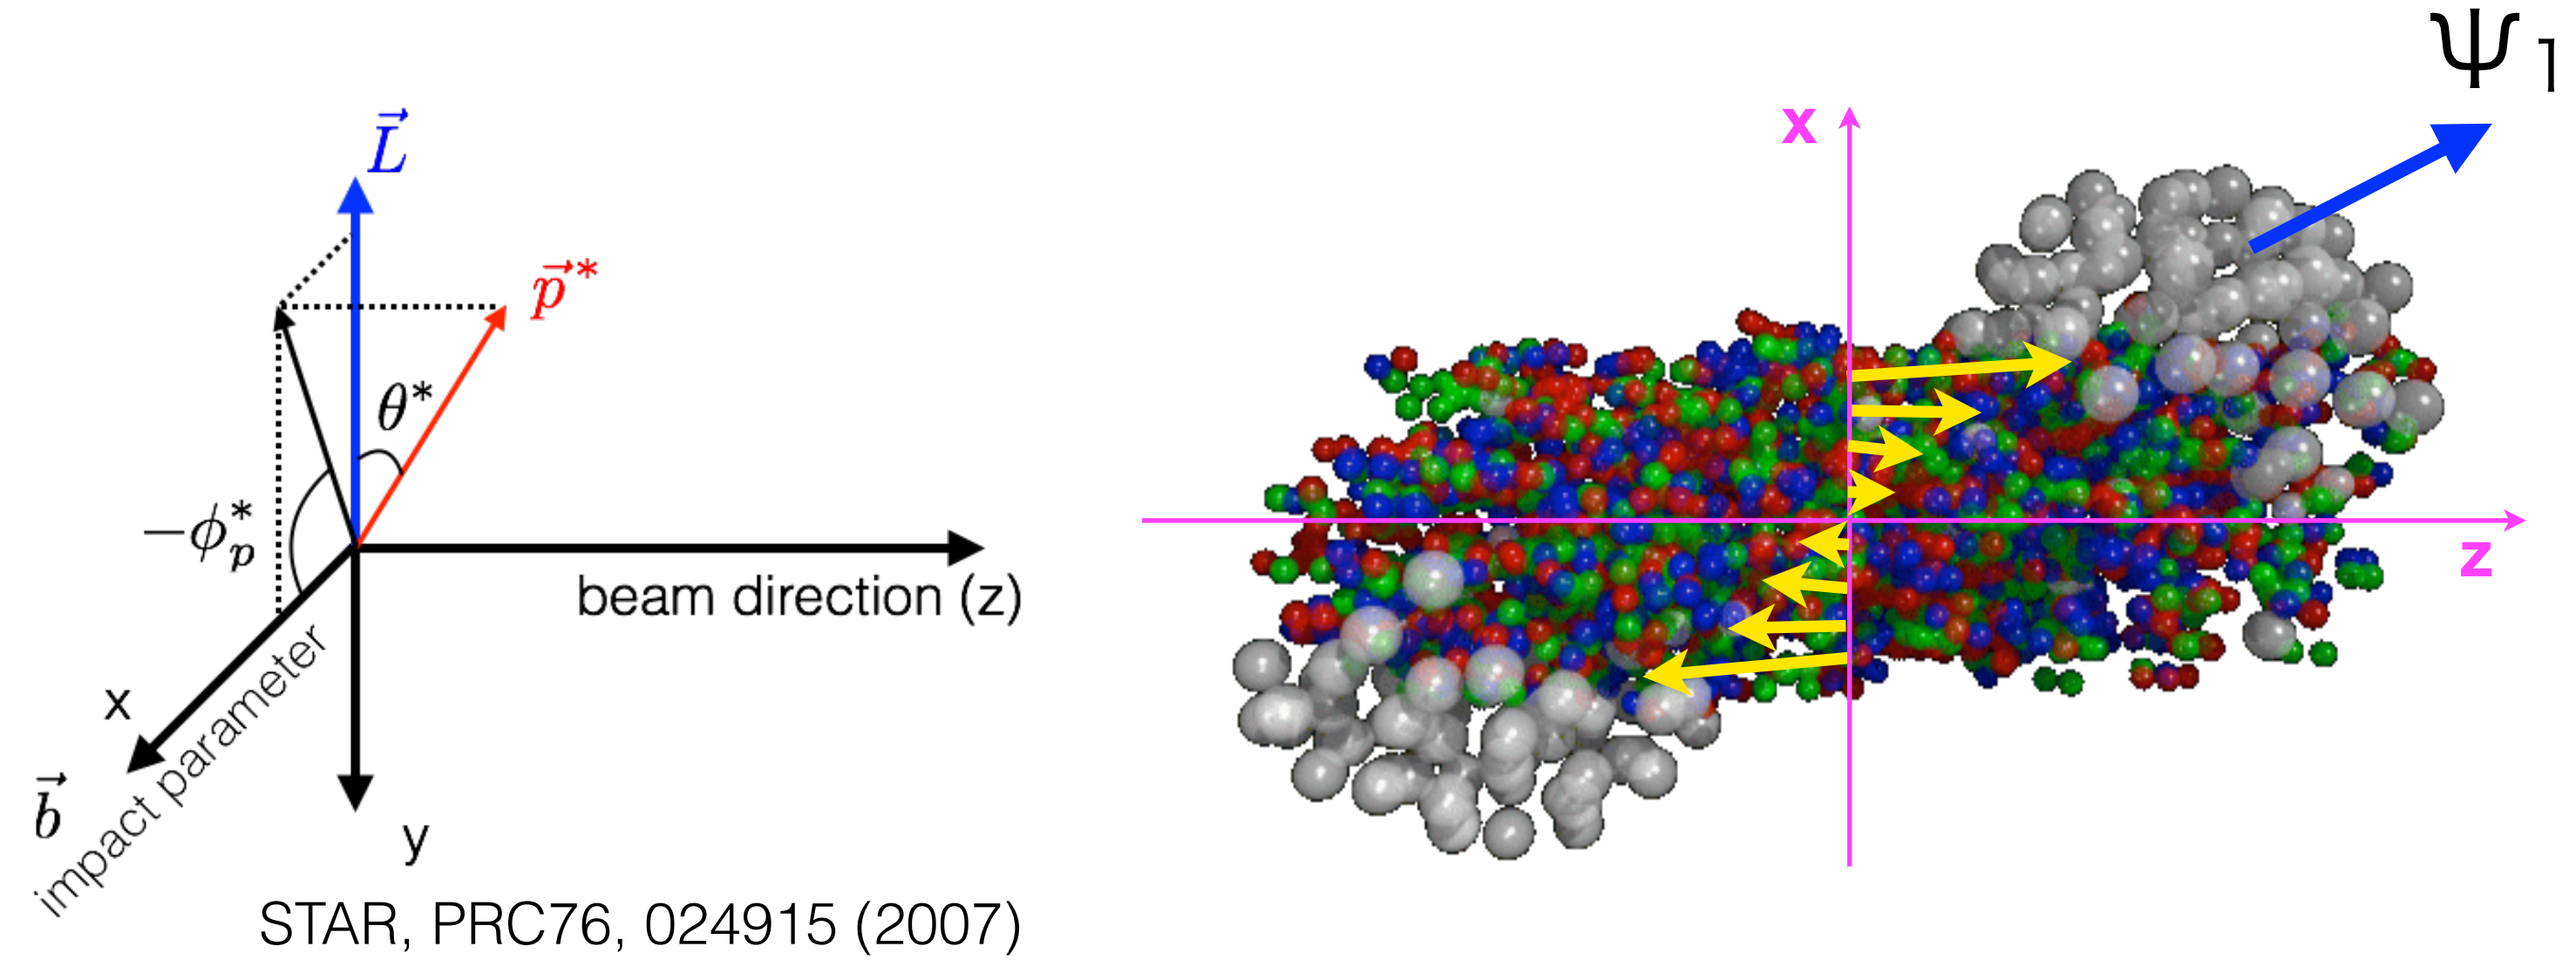 L⃗
p⃗*
θ*
−ϕ*ₚ
beam direction (z)
x
impact parameter
b⃗
y
STAR, PRC76, 024915 (2007)
Ψ₁
x
z